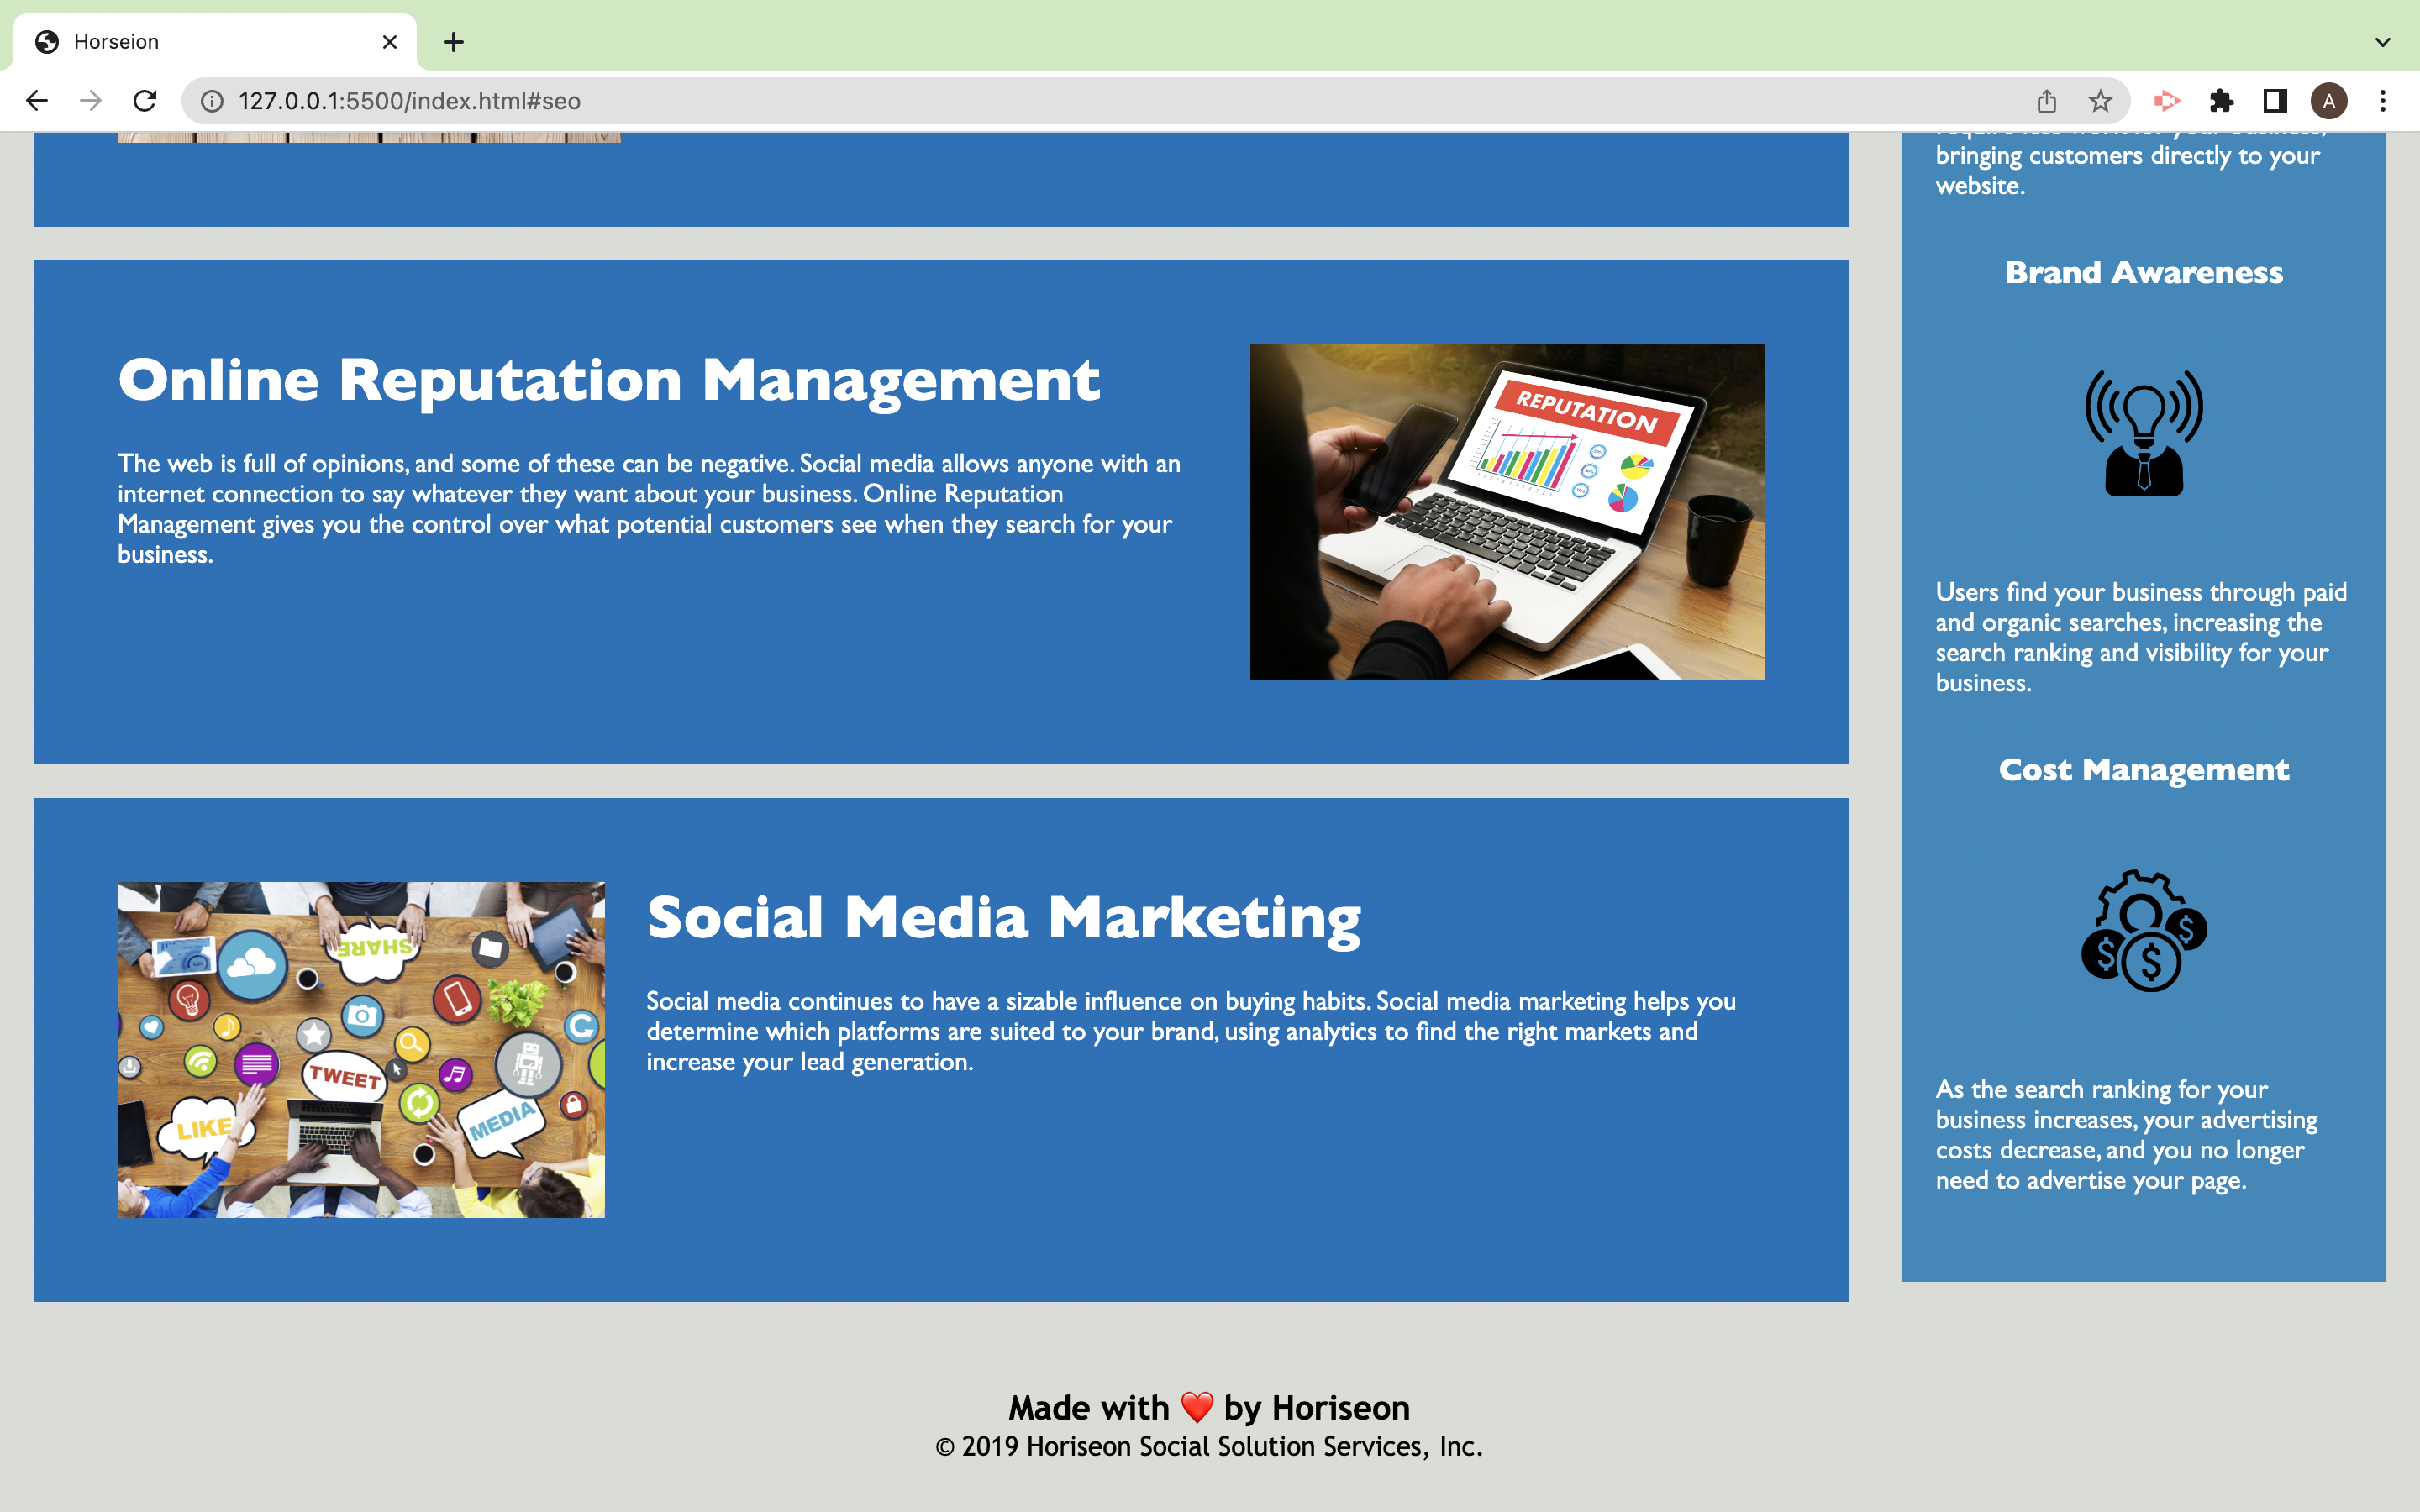 Horseion
127.0.0.1:5500/index.html#seo
A
bringing customers directly to your
website.
Online Reputation Management
The web is full of opinions, and some of these can be negative. Social media allows anyone with an
internet connection to say whatever they want about your business. Online Reputation
Management gives you the control over what potential customers see when they search for your
business.
REPUTATION
Social Media Marketing
Social media continues to have a sizable influence on buying habits. Social media marketing helps you
determine which platforms are suited to your brand, using analytics to find the right markets and
increase your lead generation.
SHARE
TWEET
LIKE
MEDIA
Brand Awareness
Users find your business through paid
and organic searches, increasing the
search ranking and visibility for your
business.
Cost Management
$ $ $
As the search ranking for your
business increases, your advertising
costs decrease, and you no longer
need to advertise your page.
Made with ❤️ by Horiseon
© 2019 Horiseon Social Solution Services, Inc.